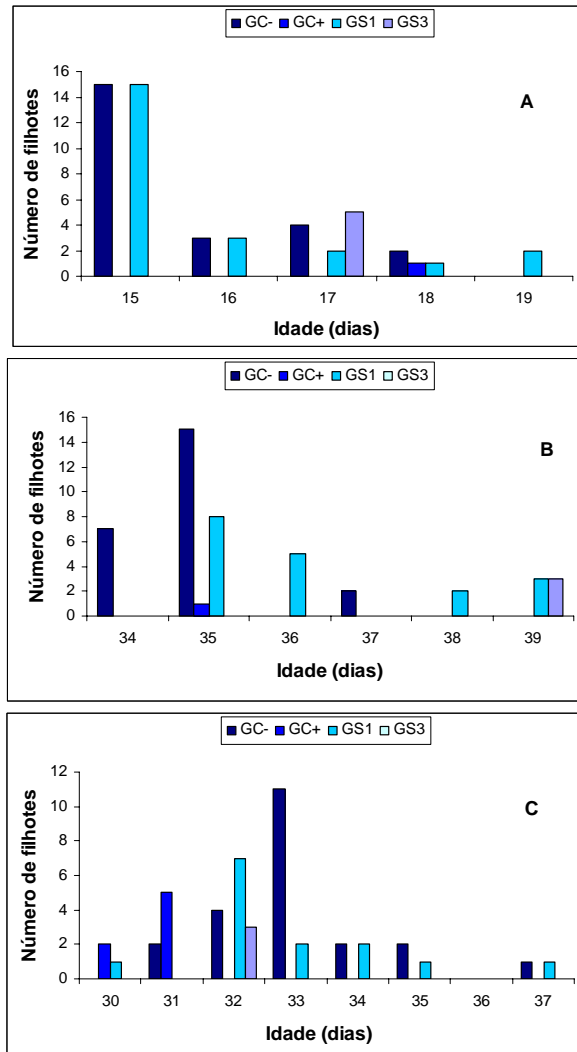 GC- GC+ GS1 GS3
A
Número de filhotes
16
14
12
10
8
6
4
2
0
15 16 17 18 19
Idade (dias)
GC- GC+ GS1 GS3
B
Número de filhotes
16
14
12
10
8
6
4
2
0
34 35 36 37 38 39
Idade (dias)
GC- GC+ GS1 GS3
C
Número de filhotes
12
10
8
6
4
2
0
30 31 32 33 34 35 36 37
Idade (dias)